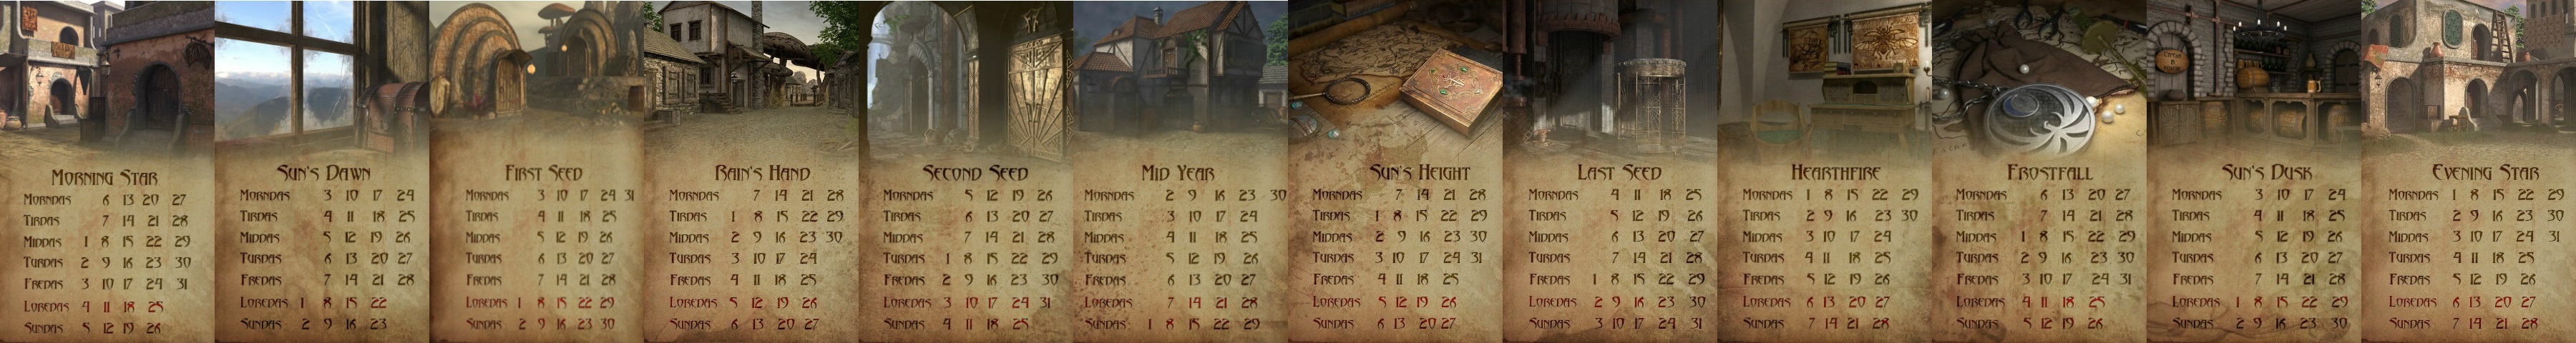 Morning Star
Morndas 6 13 20 27
Tirdas 7 14 21 28
Middas 1 8 15 22 29
Turdas 2 9 16 23 30
Fredas 3 10 17 24 31
Loredas 4 11 18 25
Sundas 5 12 19 26
Sun's Dawn
Morndas 3 10 17 24
Tirdas 4 11 18 25
Middas 5 12 19 26
Turdas 6 13 20 27
Fredas 7 14 21 28
Loredas 1 8 15 22
Sundas 2 9 16 23
First Seed
Morndas 3 10 17 24 31
Tirdas 4 11 18 25
Middas 5 12 19 26
Turdas 6 13 20 27
Fredas 7 14 21 28
Loredas 1 8 15 22 29
Sundas 2 9 16 23 30
Rain's Hand
Morndas 7 14 21 28
Tirdas 1 8 15 22 29
Middas 2 9 16 23 30
Turdas 3 10 17 24
Fredas 4 11 18 25
Loredas 5 12 19 26
Sundas 6 13 20 27
Second Seed
Morndas 5 12 19 26
Tirdas 6 13 20 27
Middas 7 14 21 28
Turdas 1 8 15 22 29
Fredas 2 9 16 23 30
Loredas 3 10 17 24 31
Sundas 4 11 18 25
Mid Year
Morndas 2 9 16 23 30
Tirdas 3 10 17 24
Middas 4 11 18 25
Turdas 5 12 19 26
Fredas 6 13 20 27
Loredas 7 14 21 28
Sundas 1 8 15 22 29
Sun's Height
Morndas 7 14 21 28
Tirdas 1 8 15 22 29
Middas 2 9 16 23 30
Turdas 3 10 17 24 31
Fredas 4 11 18 25
Loredas 5 12 19 26
Sundas 6 13 20 27
Last Seed
Morndas 4 11 18 25
Tirdas 5 12 19 26
Middas 6 13 20 27
Turdas 7 14 21 28
Fredas 1 8 15 22 29
Loredas 2 9 16 23 30
Sundas 3 10 17 24 31
Hearthfire
Morndas 1 8 15 22 29
Tirdas 2 9 16 23 30
Middas 3 10 17 24
Turdas 4 11 18 25
Fredas 5 12 19 26
Loredas 6 13 20 27
Sundas 7 14 21 28
Frostfall
Morndas 6 13 20 27
Tirdas 7 14 21 28
Middas 1 8 15 22 29
Turdas 2 9 16 23 30
Fredas 3 10 17 24 31
Loredas 4 11 18 25
Sundas 5 12 19 26
Sun's Dusk
Morndas 3 10 17 24
Tirdas 4 11 18 25
Middas 5 12 19 26
Turdas 6 13 20 27
Fredas 7 14 21 28
Loredas 1 8 15 22 29
Sundas 2 9 16 23 30
Evening Star
Morndas 1 8 15 22 29
Tirdas 2 9 16 23 30
Middas 3 10 17 24 31
Turdas 4 11 18 25
Fredas 5 12 19 26
Loredas 6 13 20 27
Sundas 7 14 21 28